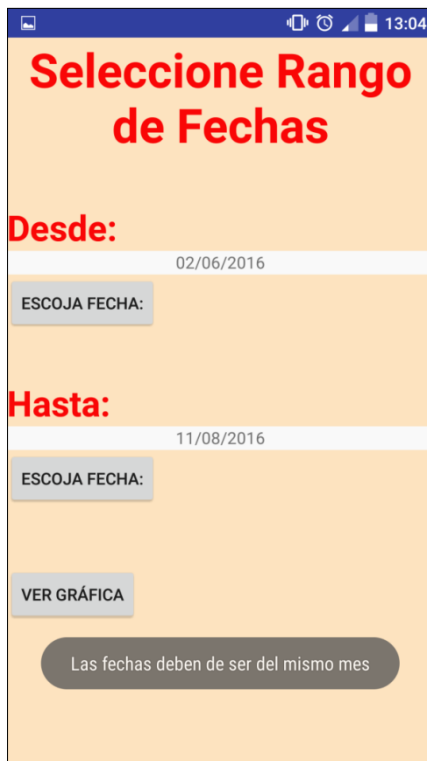 13:04
Seleccione Rango
de Fechas
Desde:
02/06/2016
ESCOJA FECHA:
Hasta:
11/08/2016
ESCOJA FECHA:
VER GRÁFICA
Las fechas deben de ser del mismo mes